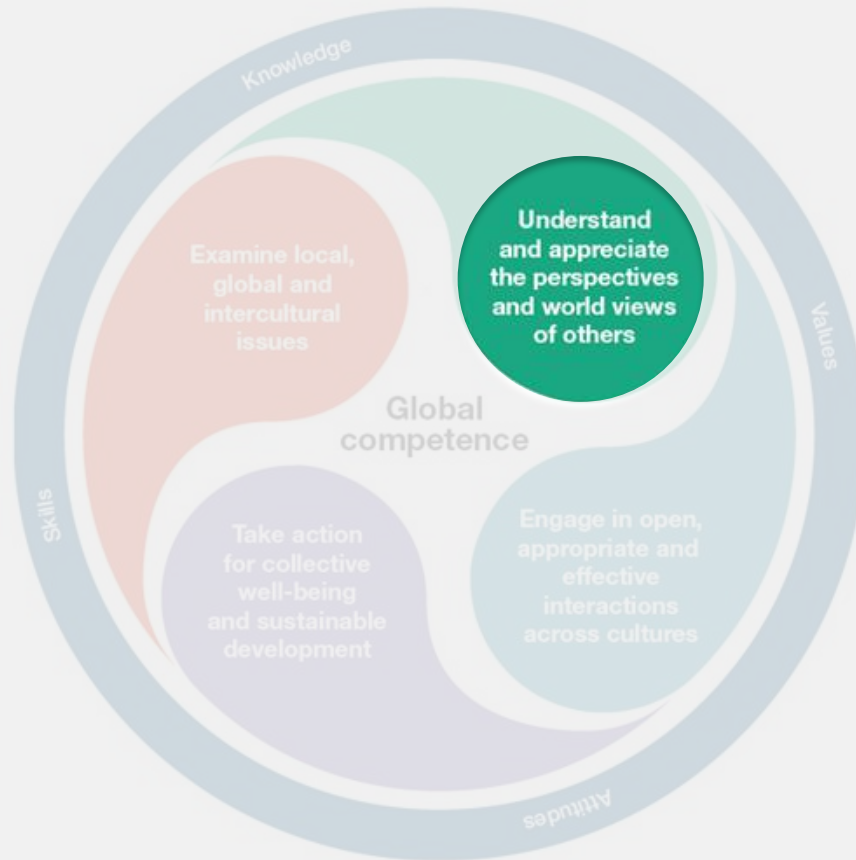 Knowledge
Understand
and appreciate
the perspectives
and world views
of others
Examine local,
global and
intercultural
issues
Values
Global
competence
Skills
Take action
for collective
well-being
and sustainable
development
Engage in open,
appropriate and
effective
interactions
across cultures
Attitudes